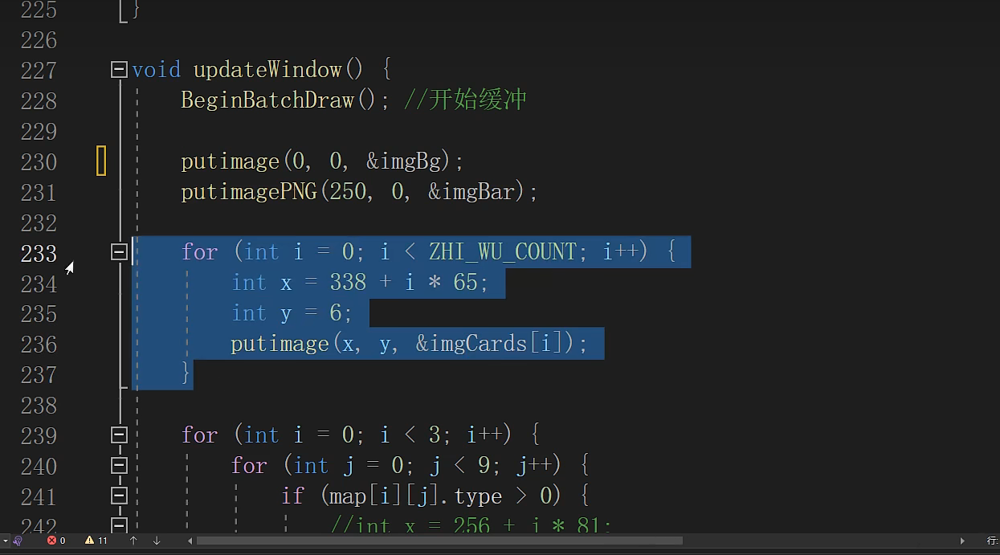 225 }
226
227 void updateWindow() {
228 BeginBatchDraw(); //开始缓冲
229
230 putimage(0, 0, &imgBg);
231 putimagePNG(250, 0, &imgBar);
232
233 for (int i = 0; i < ZHI_WU_COUNT; i++) {
234 int x = 338 + i * 65;
235 int y = 6;
236 putimage(x, y, &imgCards[i]);
237 }
238
239 for (int i = 0; i < 3; i++) {
240 for (int j = 0; j < 9; j++) {
241 if (map[i][j].type > 0) {
242 //int x = 256 + i * 81;
0 11 行: